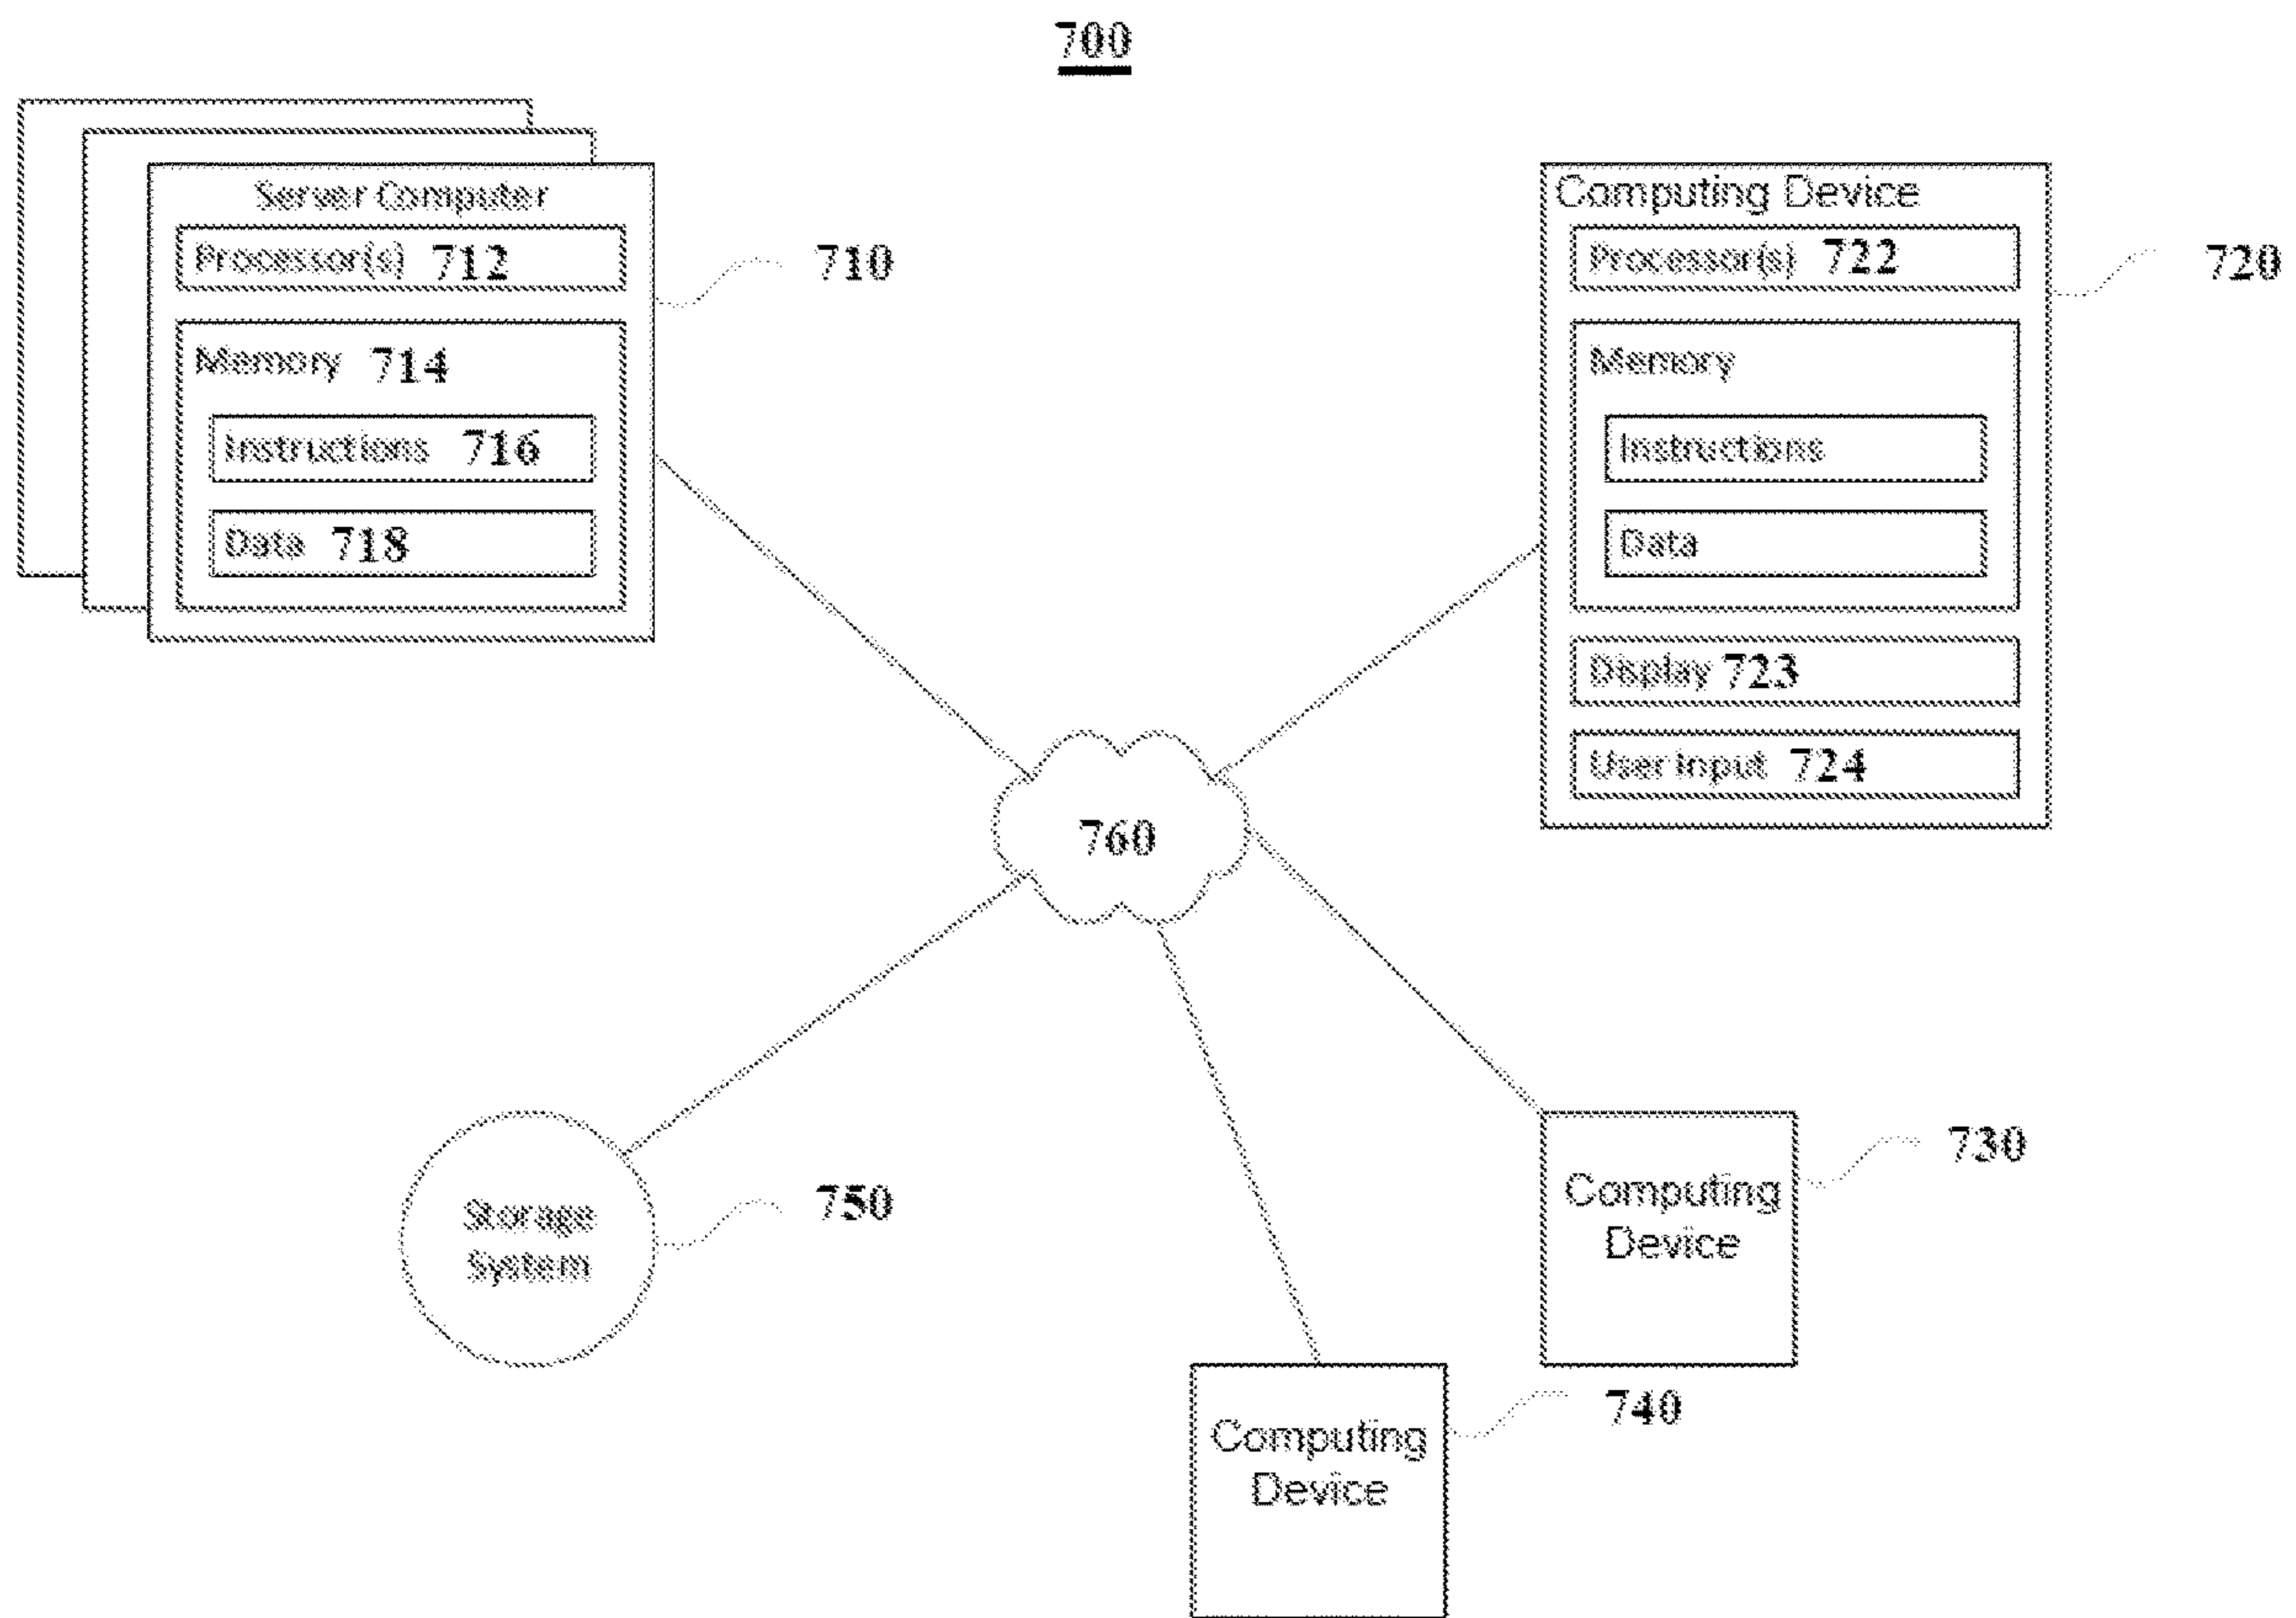 700
Server Computer
Processor(s) 712
710
Memory 714
Instructions 716
Data 718
Computing Device
Processor(s) 722
720
Memory
Instructions
Data
Display 723
User Input 724
760
Storage
System
750
Computing
Device
730
Computing
Device
740